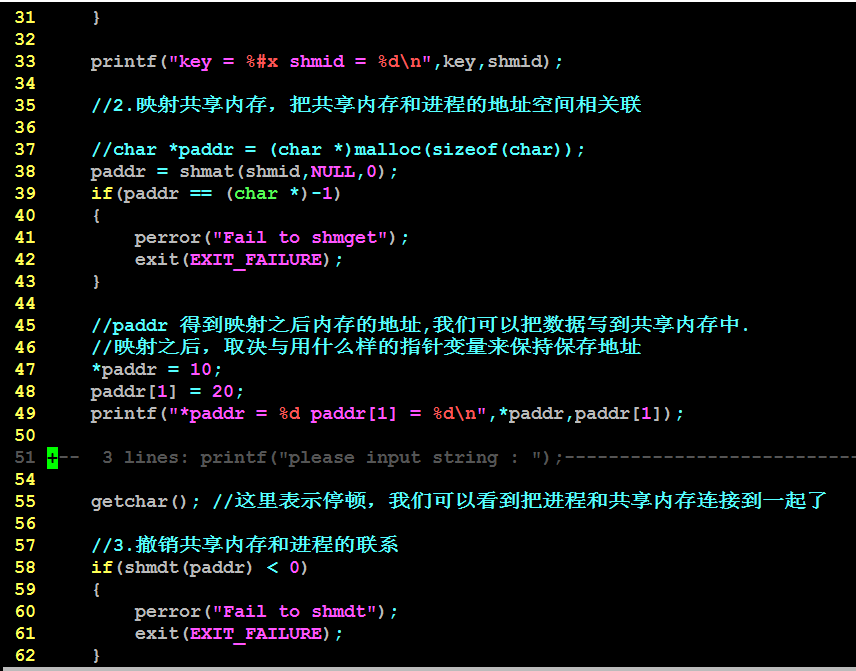 31     }
32
33     printf("key = %#x shmid = %d\n",key,shmid);
34
35     //2.映射共享内存，把共享内存和进程的地址空间相关联
36
37     //char *paddr = (char *)malloc(sizeof(char));
38     paddr = shmat(shmid,NULL,0);
39     if(paddr == (char *)-1)
40     {
41         perror("Fail to shmget");
42         exit(EXIT_FAILURE);
43     }
44
45     //paddr 得到映射之后内存的地址,我们可以把数据写到共享内存中.
46     //映射之后，取决与用什么样的指针变量来保持保存地址
47     *paddr = 10;
48     paddr[1] = 20;
49     printf("*paddr = %d paddr[1] = %d\n",*paddr,paddr[1]);
50
51 +--  3 lines: printf("please input string : ");---------------------------
54
55     getchar(); //这里表示停顿，我们可以看到把进程和共享内存连接到一起了
56
57     //3.撤销共享内存和进程的联系
58     if(shmdt(paddr) < 0)
59     {
60         perror("Fail to shmdt");
61         exit(EXIT_FAILURE);
62     }